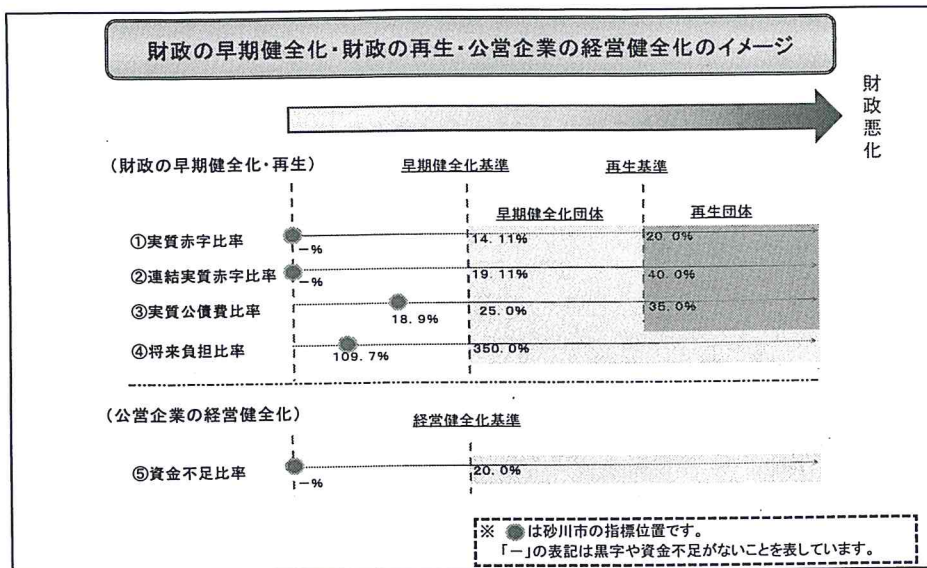 財政の早期健全化・財政の再生・公営企業の経営健全化のイメージ
財政悪化
(財政の早期健全化・再生)
早期健全化基準
再生基準
早期健全化団体
再生団体
①実質赤字比率
-%
14.11%
20.0%
②連結実質赤字比率
-%
19.11%
40.0%
③実質公債費比率
18.9%
25.0%
35.0%
④将来負担比率
109.7%
350.0%
(公営企業の経営健全化)
経営健全化基準
⑤資金不足比率
-%
20.0%
※ ●は砂川市の指標位置です。
「-」の表記は黒字や資金不足がないことを表しています。